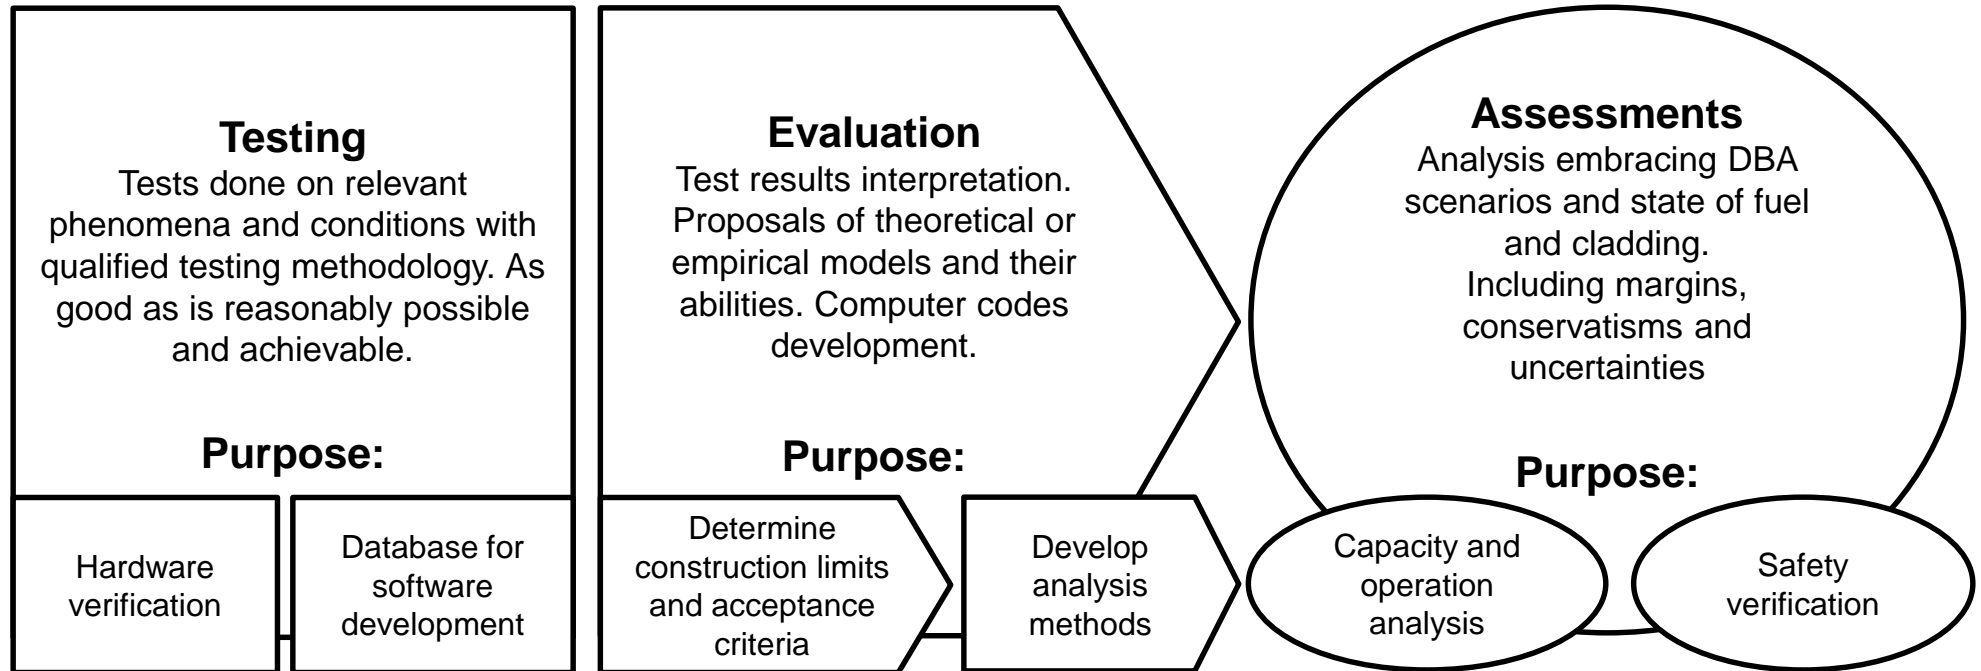 Testing
Tests done on relevant
phenomena and conditions with
qualified testing methodology. As
good as is reasonably possible
and achievable.
Purpose:
Hardware
verification
Database for
software
development
Evaluation
Test results interpretation.
Proposals of theoretical or
empirical models and their
abilities. Computer codes
development.
Purpose:
Determine
construction limits
and acceptance
criteria
Develop
analysis
methods
Assessments
Analysis embracing DBA
scenarios and state of fuel
and cladding.
Including margins,
conservatisms and
uncertainties
Purpose:
Capacity and
operation
analysis
Safety
verification